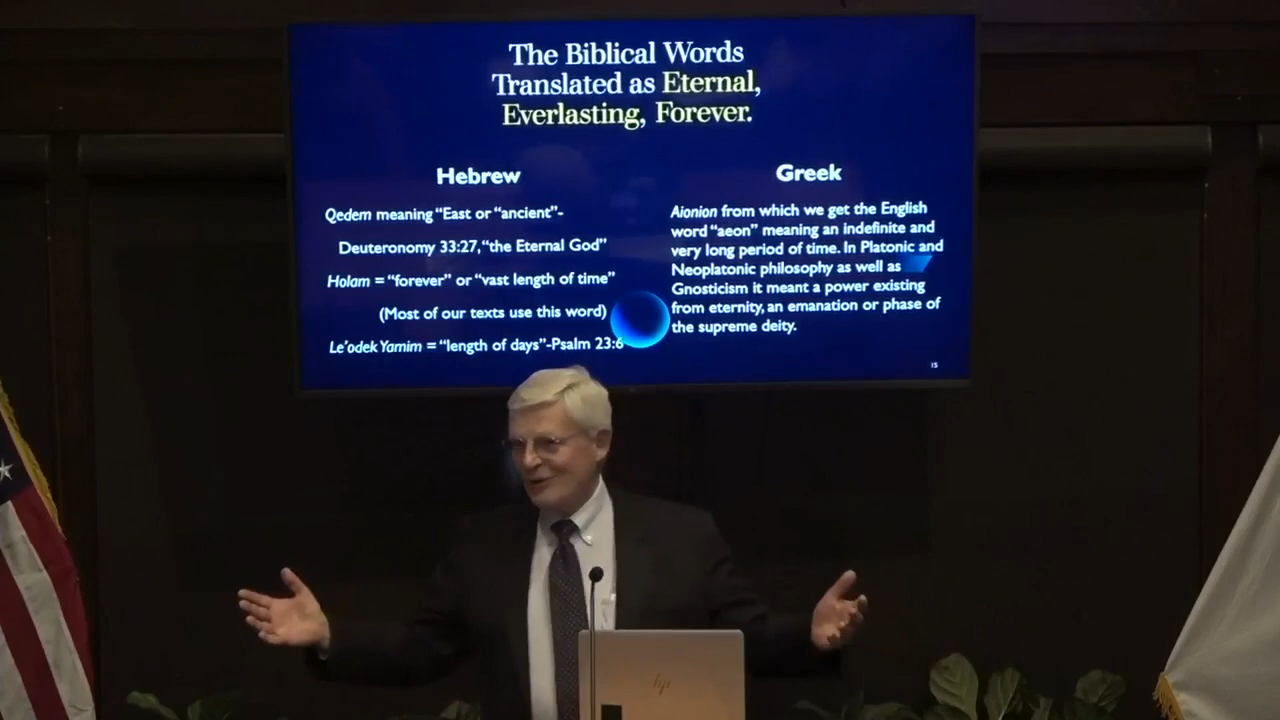 The Biblical Words
Translated as Eternal,
Everlasting, Forever.
Hebrew
Qedem meaning “East or “ancient”-
Deuteronomy 33:27, “the Eternal God”
Holam = “forever” or “vast length of time”
(Most of our texts use this word)
Le’odek Yamim = “length of days”-Psalm 23:6
Greek
Aionion from which we get the English
word “aeon” meaning an indefinite and
very long period of time. In Platonic and
Neoplatonic philosophy as well as
Gnosticism it meant a power existing
from eternity, an emanation or phase of
the supreme deity.
15
hp